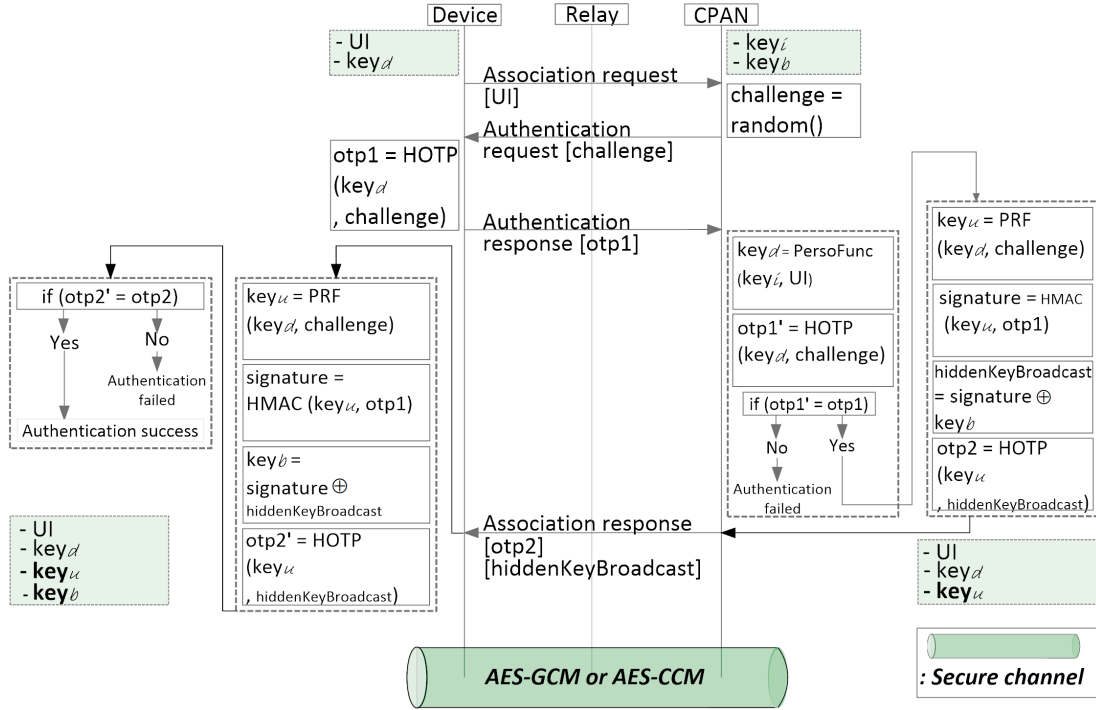 Device
Relay
CPAN
- UI
- key𝒹
- key𝒾
- key𝒷
Association request
[UI]
challenge =
random()
Authentication
request [challenge]
otp1 = HOTP
(key𝒹
, challenge)
Authentication
response [otp1]
key𝒹 = PersoFunc
(key𝒾, UI)
otp1' = HOTP
(key𝒹, challenge)
if (otp1' = otp1)
No
Yes
Authentication
failed
key𝓊 = PRF
(key𝒹, challenge)
signature = HMAC
(key𝓊, otp1)
hiddenKeyBroadcast
= signature ⊕
key𝒷
otp2 = HOTP
(key𝓊
, hiddenKeyBroadcast)
Association response
[otp2]
[hiddenKeyBroadcast]
key𝓊 = PRF
(key𝒹, challenge)
signature =
HMAC (key𝓊, otp1)
key𝒷 =
signature ⊕
hiddenKeyBroadcast
otp2' = HOTP
(key𝓊
, hiddenKeyBroadcast)
if (otp2' = otp2)
Yes
No
Authentication
failed
Authentication success
- UI
- key𝒹
- key𝓊
- key𝒷
- UI
- key𝒹
- key𝓊
AES-GCM or AES-CCM
: Secure channel